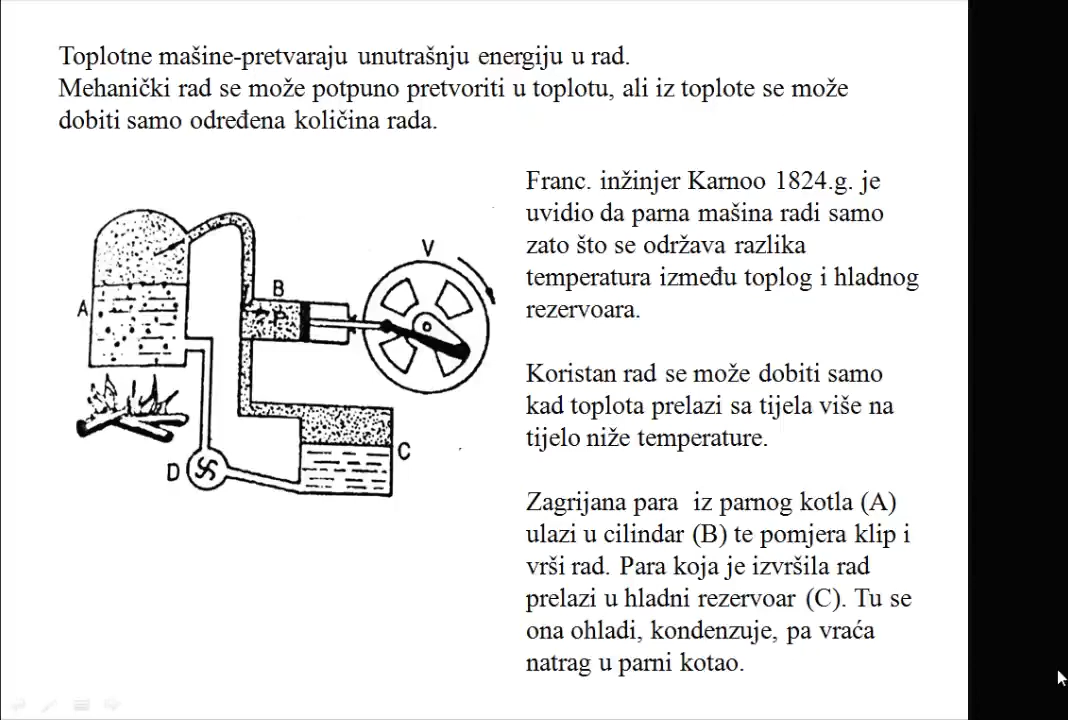 Toplotne mašine-pretvaraju unutrašnju energiju u rad.
Mehanički rad se može potpuno pretvoriti u toplotu, ali iz toplote se može
dobiti samo određena količina rada.
Franc. inžinjer Karnoo 1824.g. je
uvidio da parna mašina radi samo
zato što se održava razlika
temperatura između toplog i hladnog
rezervoara.
Koristan rad se može dobiti samo
kad toplota prelazi sa tijela više na
tijelo niže temperature.
Zagrijana para iz parnog kotla (A)
ulazi u cilindar (B) te pomjera klip i
vrši rad. Para koja je izvršila rad
prelazi u hladni rezervoar (C). Tu se
ona ohladi, kondenzuje, pa vraća
natrag u parni kotao.
V
B
A
P
C
D